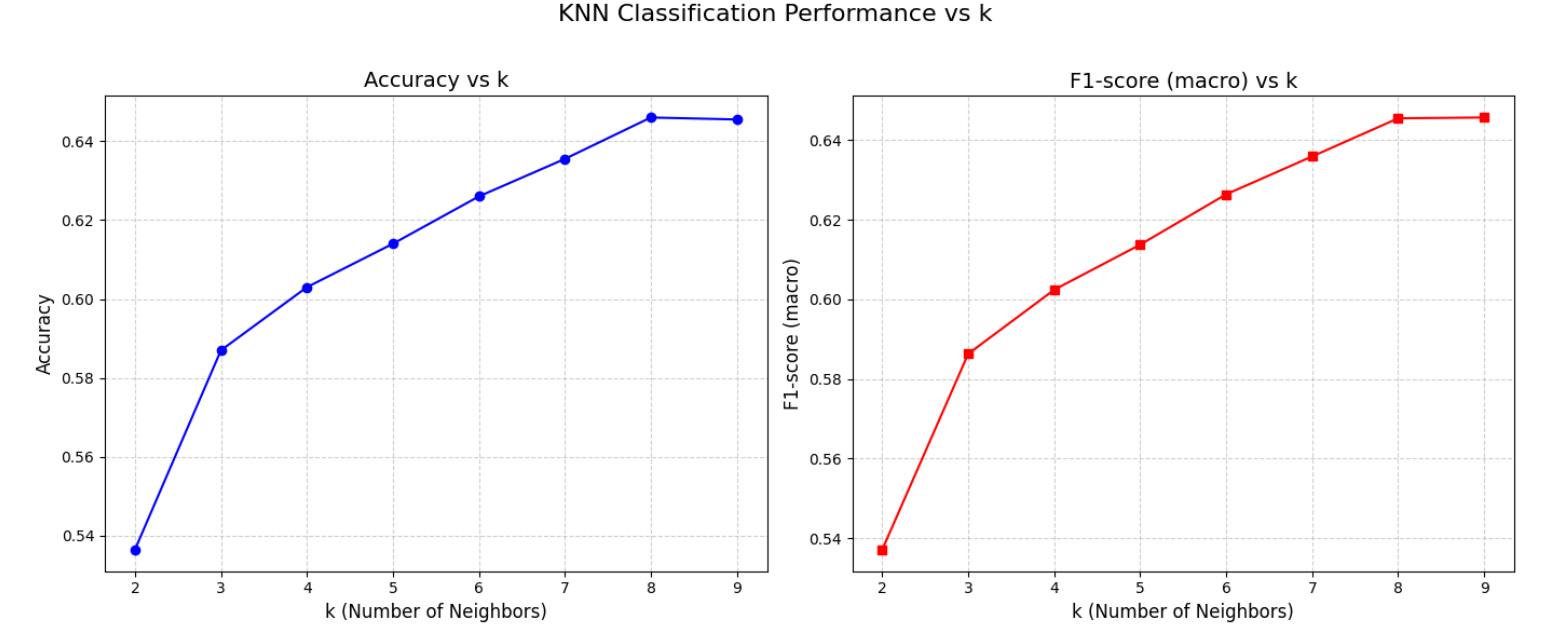 KNN Classification Performance vs k
Accuracy vs k
0.64
0.62
0.60
0.58
0.56
0.54
Accuracy
2 3 4 5 6 7 8 9
k (Number of Neighbors)
F1-score (macro) vs k
0.64
0.62
0.60
0.58
0.56
0.54
F1-score (macro)
2 3 4 5 6 7 8 9
k (Number of Neighbors)